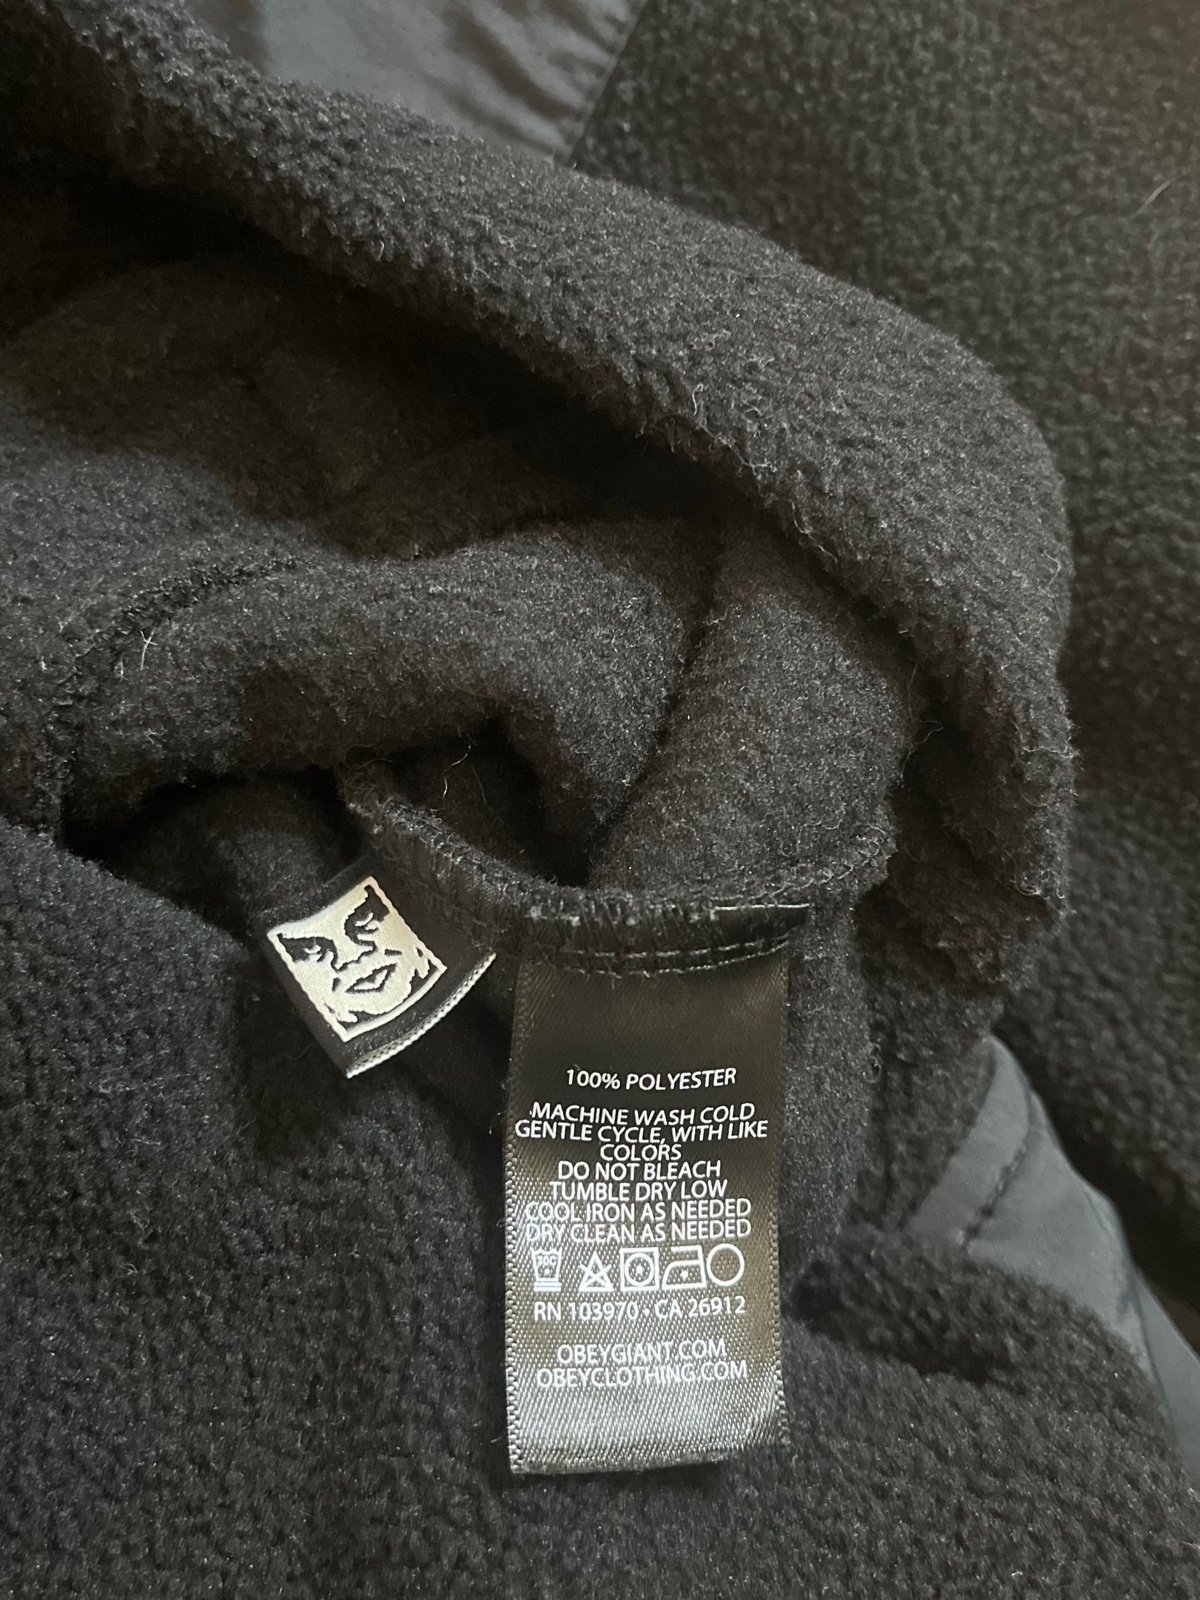 100% POLYESTER
MACHINE WASH COLD
GENTLE CYCLE, WITH LIKE
COLORS
DO NOT BLEACH
TUMBLE DRY LOW
COOL IRON AS NEEDED
DRY CLEAN AS NEEDED
RN 103970 • CA 26912
OBEYGIANT.COM
OBEYCLOTHING.COM